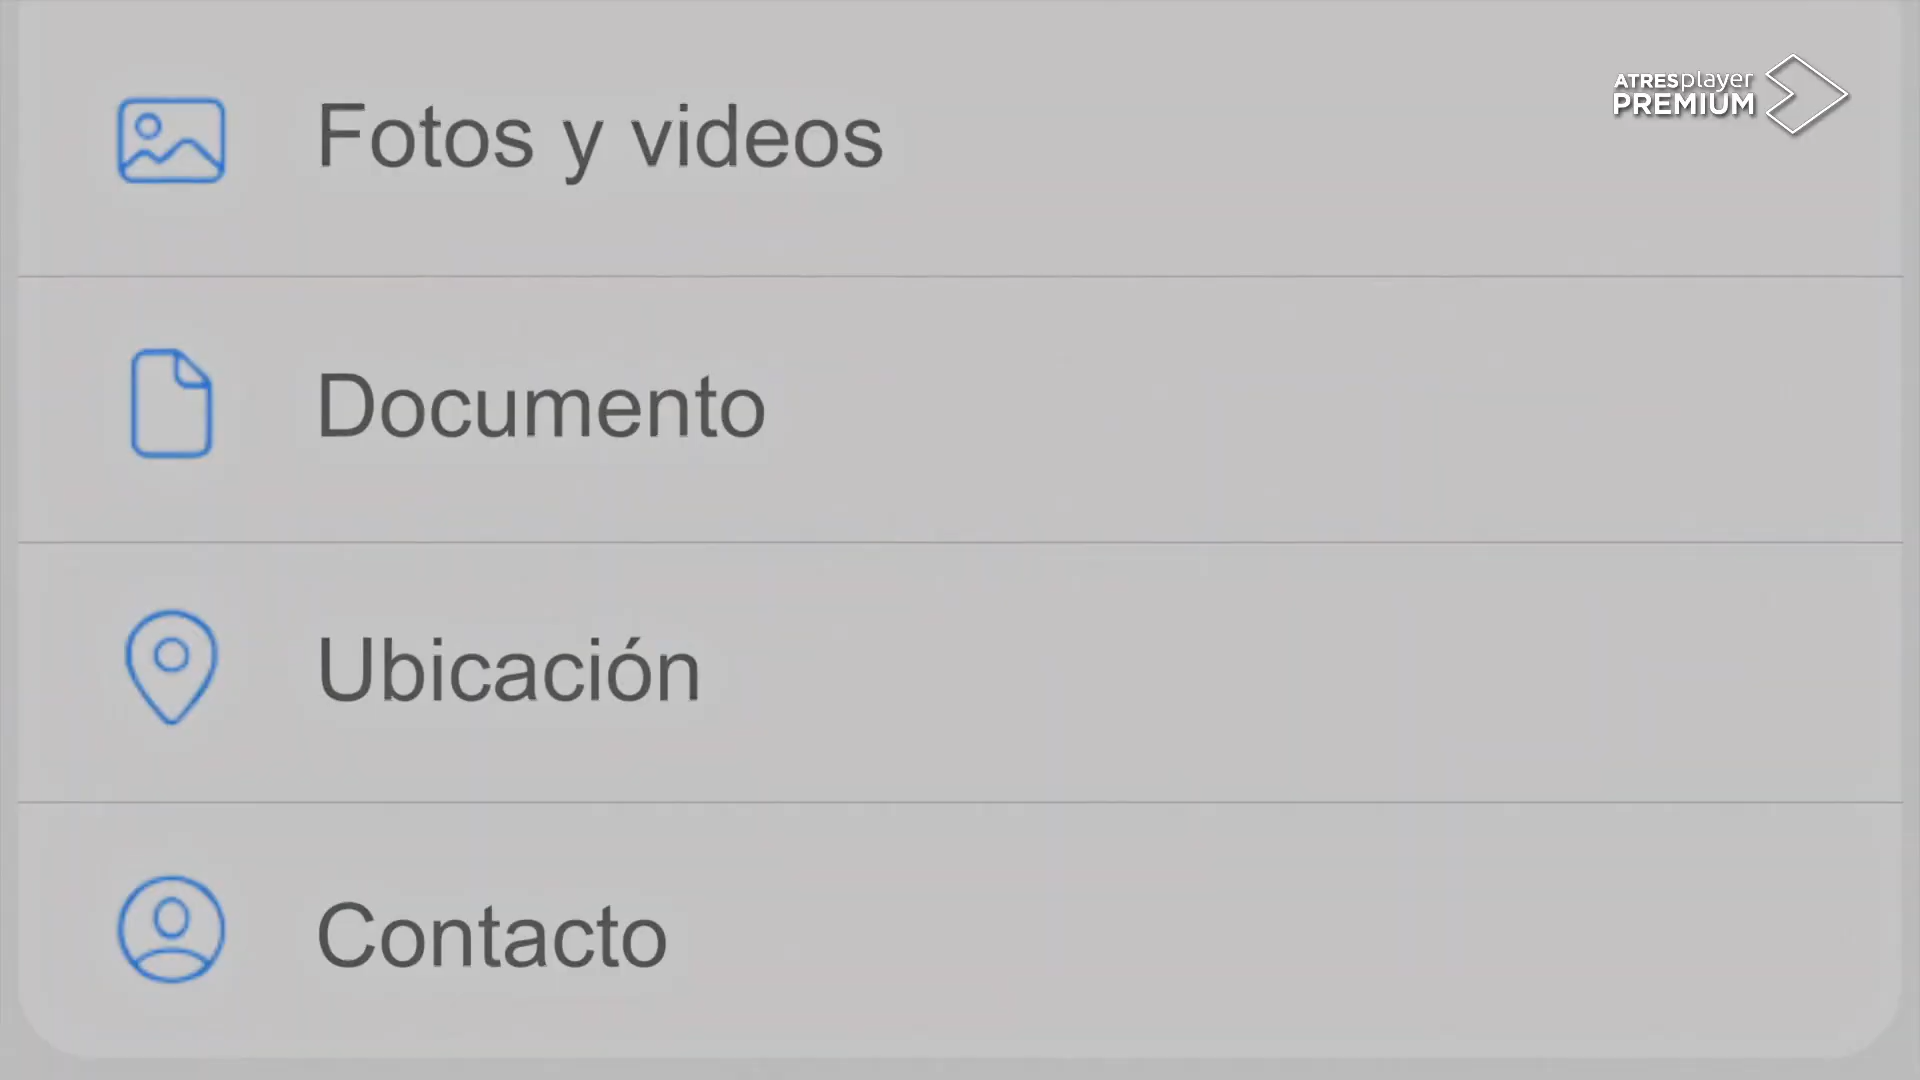 ATRESplayer
PREMIUM
Fotos y videos
Documento
Ubicación
Contacto